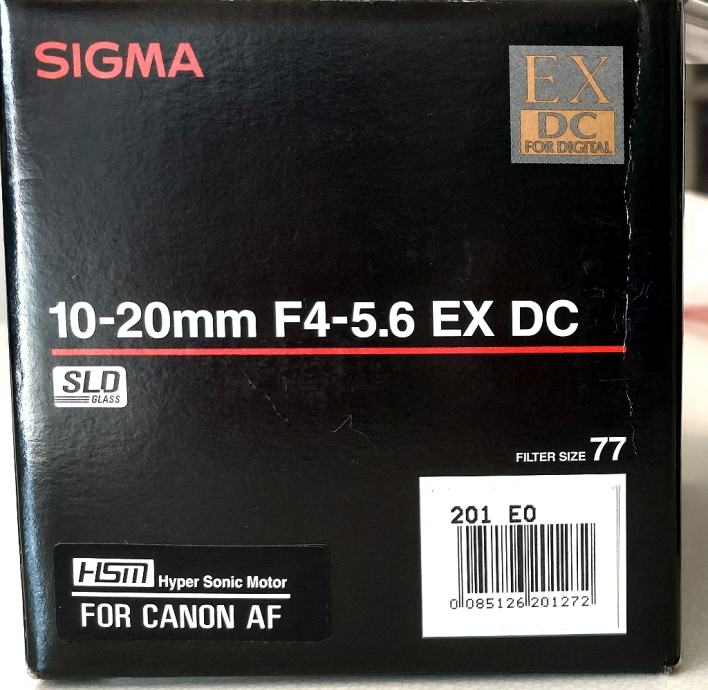 SIGMA
EX
DC
FOR DIGITAL
10-20mm F4-5.6 EX DC
SLD
GLASS
FILTER SIZE 77
201 EO
0 085126 201272
HSM Hyper Sonic Motor
FOR CANON AF